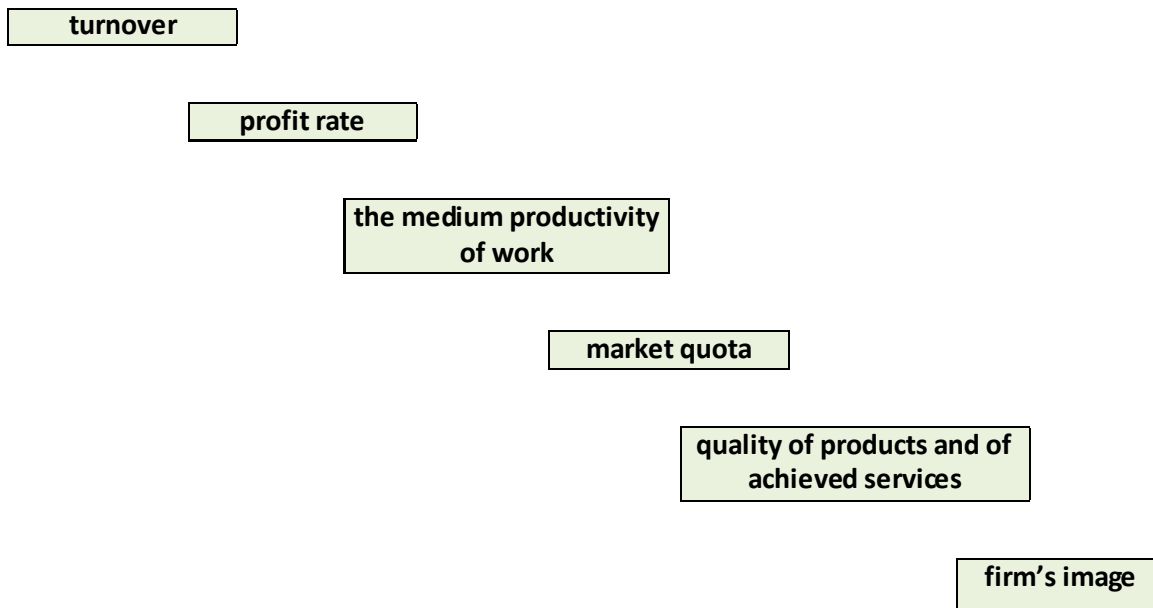 turnover
profit rate
the medium productivity
of work
market quota
quality of products and of
achieved services
firm’s image